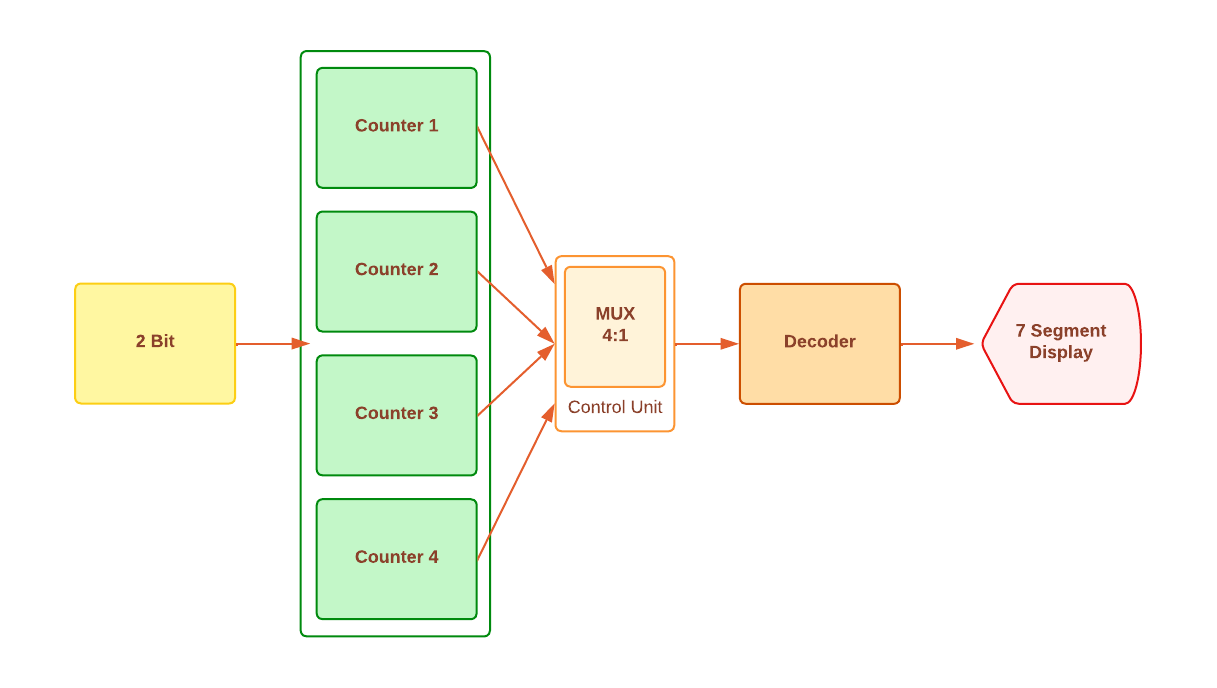 2 Bit
Counter 1
Counter 2
Counter 3
Counter 4
MUX
4:1
Control Unit
Decoder
7 Segment
Display